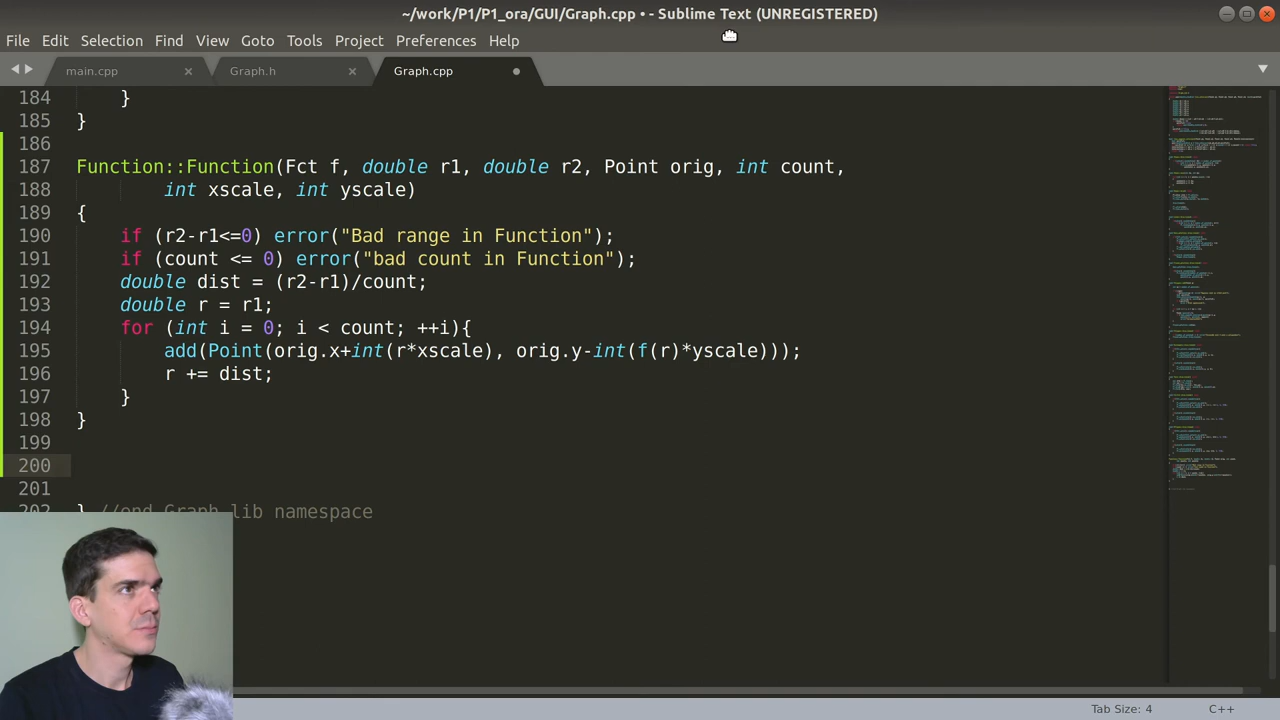 ~/work/P1/P1_ora/GUI/Graph.cpp • - Sublime Text (UNREGISTERED)
File Edit Selection Find View Goto Tools Project Preferences Help
main.cpp × Graph.h × Graph.cpp
184 }
185 }
186
187 Function::Function(Fct f, double r1, double r2, Point orig, int count,
188 int xscale, int yscale)
189 {
190 if (r2-r1<=0) error("Bad range in Function");
191 if (count <= 0) error("bad count in Function");
192 double dist = (r2-r1)/count;
193 double r = r1;
194 for (int i = 0; i < count; ++i){
195 add(Point(orig.x+int(r*xscale), orig.y-int(f(r)*yscale)));
196 r += dist;
197 }
198 }
199
200
201
202 } //end Graph_lib namespace
Tab Size: 4 C++